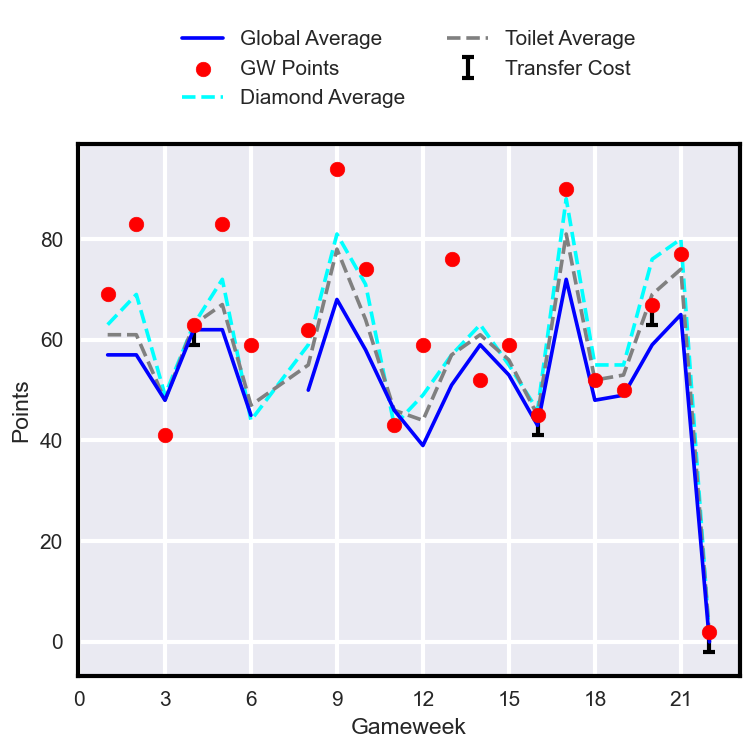 Global Average
GW Points
Diamond Average
Toilet Average
Transfer Cost
Points
80
60
40
20
0
0 3 6 9 12 15 18 21
Gameweek